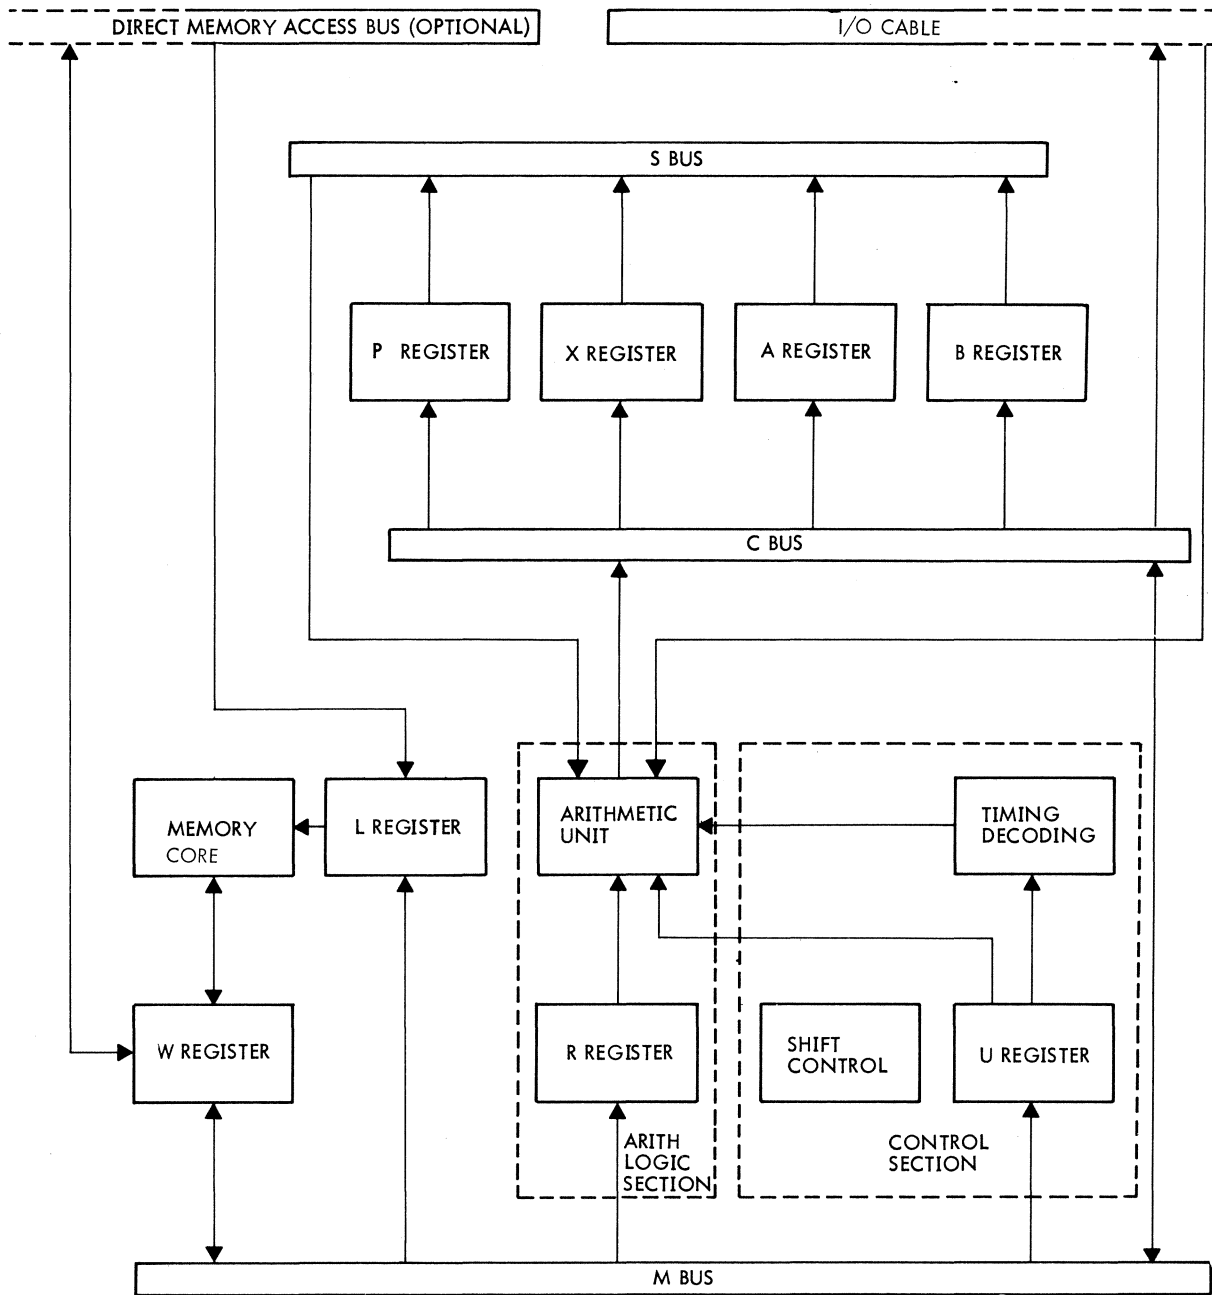 DIRECT MEMORY ACCESS BUS (OPTIONAL)
I/O CABLE
S BUS
P REGISTER
X REGISTER
A REGISTER
B REGISTER
C BUS
MEMORY
CORE
L REGISTER
ARITHMETIC
UNIT
TIMING
DECODING
W REGISTER
R REGISTER
SHIFT
CONTROL
U REGISTER
ARITH
LOGIC
SECTION
CONTROL
SECTION
M BUS